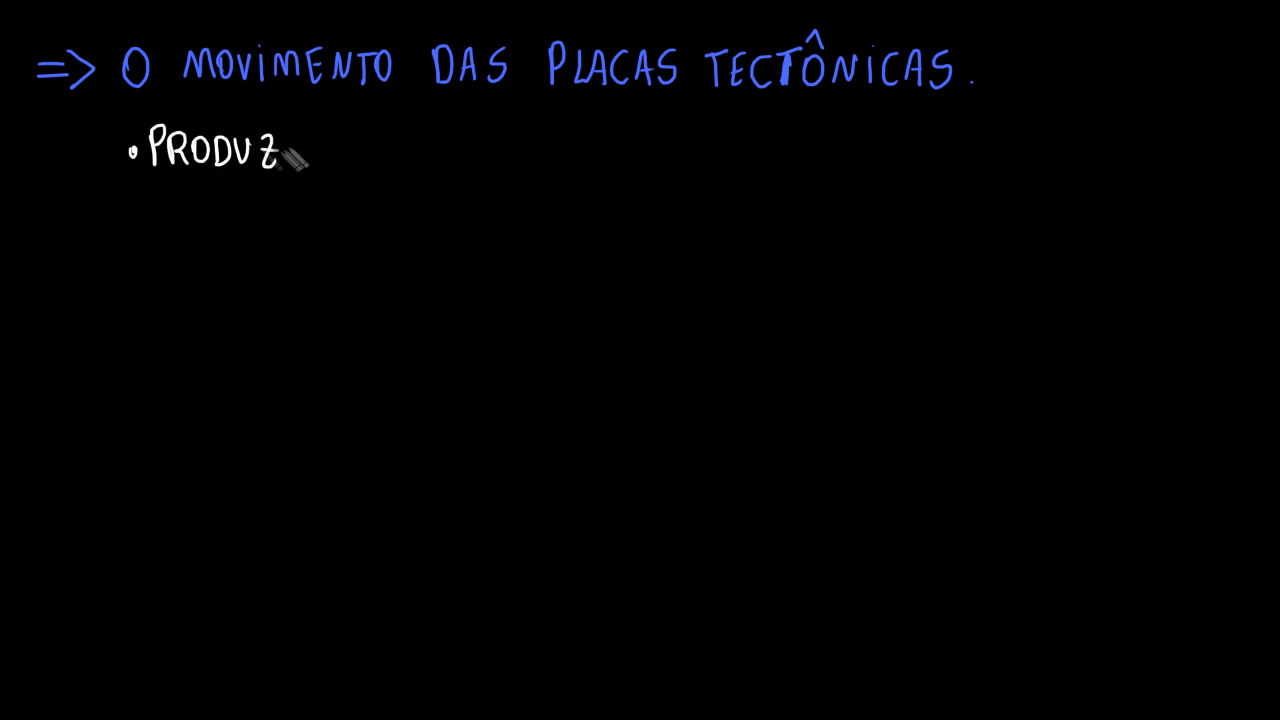 => O MOVIMENTO DAS PLACAS TECTÔNICAS.
• PRODUZ